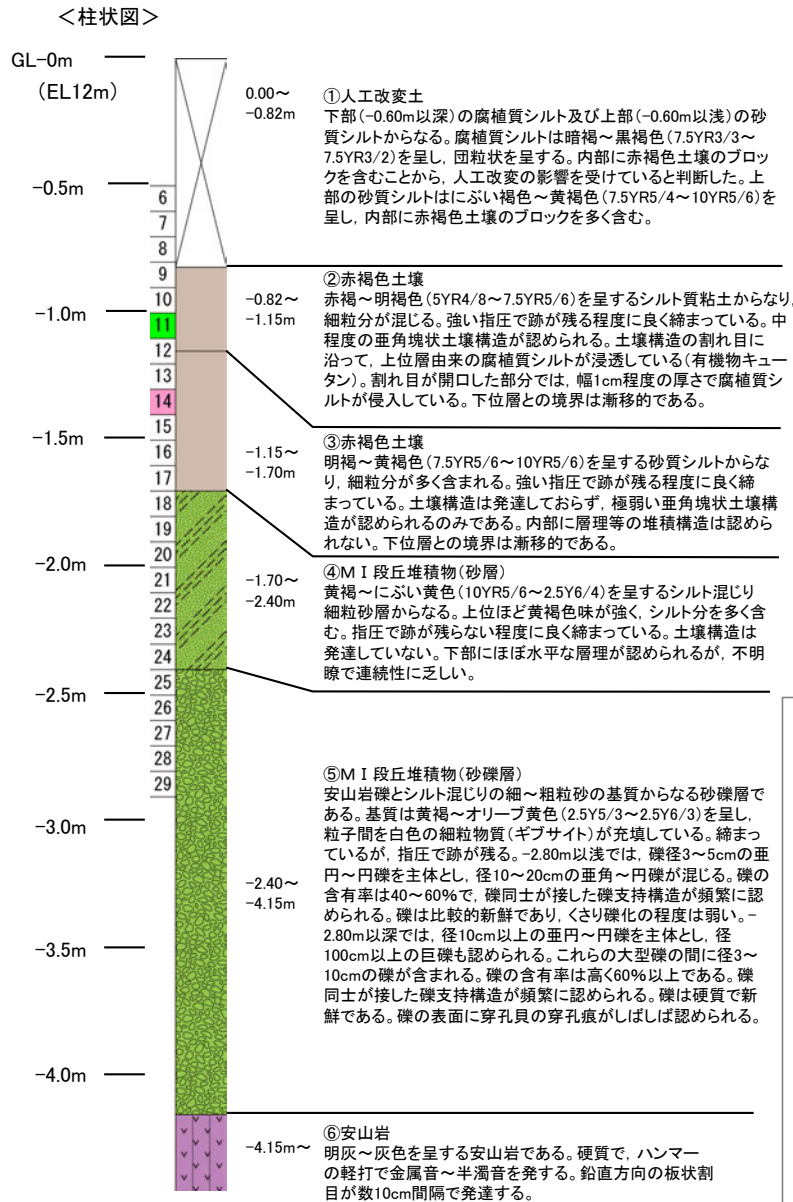 ＜柱状図＞
GL-0m
(EL12m)
-0.5m
-1.0m
-1.5m
-2.0m
-2.5m
-3.0m
-3.5m
-4.0m
6
7
8
9
10
11
12
13
14
15
16
17
18
19
20
21
22
23
24
25
26
27
28
29
0.00～
-0.82m
①人工改変土
下部(-0.60m以深)の腐植質シルト及び上部(-0.60m以浅)の砂
質シルトからなる。腐植質シルトは暗褐～黒褐色(7.5YR3/3～
7.5YR3/2)を呈し，団粒状を呈する。内部に赤褐色土壌のブロッ
クを含むことから，人工改変の影響を受けていると判断した。上
部の砂質シルトはにぶい褐色～黄褐色(7.5YR5/4～10YR5/6)を
呈し，内部に赤褐色土壌のブロックを多く含む。
-0.82～
-1.15m
②赤褐色土壌
赤褐～明褐色(5YR4/8～7.5YR5/6)を呈するシルト質粘土からなり，
細粒分が混じる。強い指圧で跡が残る程度に良く締まっている。中
程度の亜角塊状土壌構造が認められる。土壌構造の割れ目に
沿って，上位層由来の腐植質シルトが浸透している(有機物キュー
タン)。割れ目が開口した部分では，幅1cm程度の厚さで腐植質シ
ルトが侵入している。下位層との境界は漸移的である。
-1.15～
-1.70m
③赤褐色土壌
明褐～黄褐色(7.5YR5/6～10YR5/6)を呈する砂質シルトからな
り，細粒分が多く含まれる。強い指圧で跡が残る程度に良く締
まっている。土壌構造は発達しておらず，極弱い亜角塊状土壌構
造が認められるのみである。内部に層理等の堆積構造は認めら
れない。下位層との境界は漸移的である。
-1.70～
-2.40m
④ＭⅠ段丘堆積物(砂層)
黄褐～にぶい黄色(10YR5/6～2.5Y6/4)を呈するシルト混じり
細粒砂層からなる。上位ほど黄褐色味が強く，シルト分を多く含
む。指圧で跡が残らない程度に良く締まっている。土壌構造は
発達していない。下部にほぼ水平な層理が認められるが，不明
瞭で連続性に乏しい。
-2.40～
-4.15m
⑤ＭⅠ段丘堆積物(砂礫層)
安山岩礫とシルト混じりの細～粗粒砂の基質からなる砂礫層で
ある。基質は黄褐～オリーブ黄色(2.5Y5/3～2.5Y6/3)を呈し，
粒子間を白色の細粒物質(ギブサイト)が充填している。締まっ
ているが，指圧で跡が残る。-2.80m以浅では，礫径3～5cmの亜
円～円礫を主体とし，径10～20cmの亜角～円礫が混じる。礫の
含有率は40～60%で，礫同士が接した礫支持構造が頻繁に認
められる。礫は比較的新鮮であり，くさり礫化の程度は弱い。-
2.80m以深では，径10cm以上の亜円～円礫を主体とし，径
100cm以上の巨礫も認められる。これらの大型礫の間に径3～
10cmの礫が含まれる。礫の含有率は高く60%以上である。礫
同士が接した礫支持構造が頻繁に認められる。礫は硬質で新
鮮である。礫の表面に穿孔貝の穿孔痕がしばしば認められる。
-4.15m～
⑥安山岩
明灰～灰色を呈する安山岩である。硬質で，ハンマー
の軽打で金属音～半濁音を発する。鉛直方向の板状割
目が数10cm間隔で発達する。